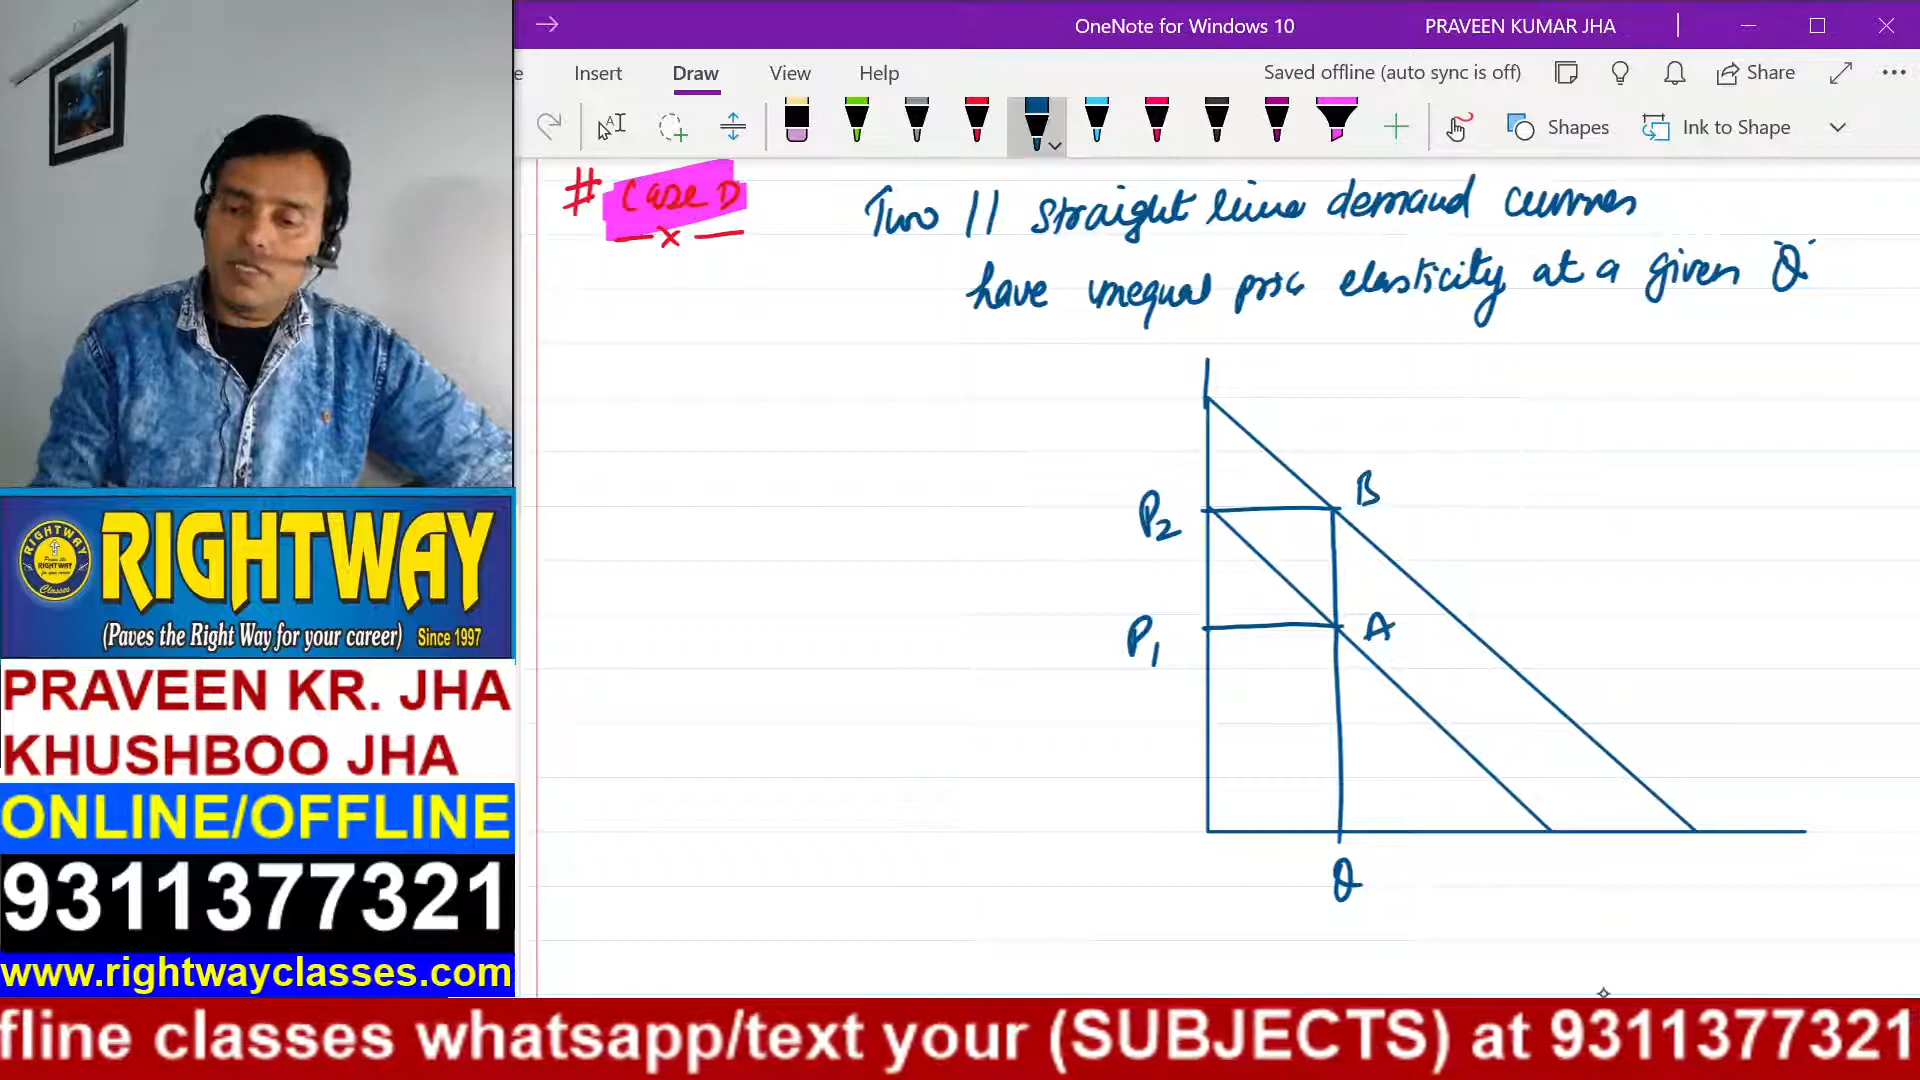 OneNote for Windows 10
PRAVEEN KUMAR JHA
Insert Draw View Help
Saved offline (auto sync is off)
Share
Shapes
Ink to Shape
# Case D
Two || straight line demand curves
have unequal price elasticity at a given Q
P2
B
P1
A
Q
RIGHTWAY
RIGHTWAY
Classes
RIGHTWAY
(Paves the Right Way for your career) Since 1997
PRAVEEN KR. JHA
KHUSHBOO JHA
ONLINE/OFFLINE
9311377321
www.rightwayclasses.com
fline classes whatsapp/text your (SUBJECTS) at 9311377321